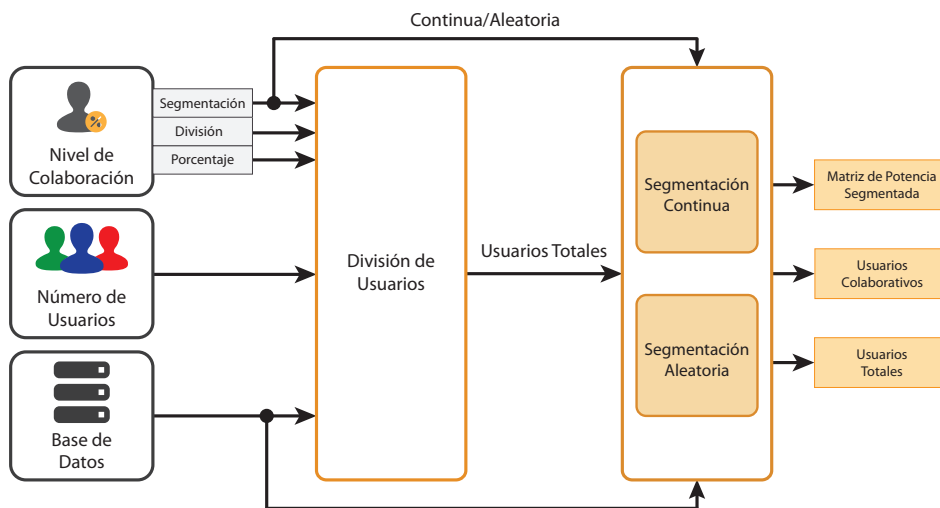 Continua/Aleatoria
Segmentación
División
Porcentaje
Nivel de
Colaboración
Número de
Usuarios
Base de
Datos
División de
Usuarios
Usuarios Totales
Segmentación
Continua
Segmentación
Aleatoria
Matriz de Potencia
Segmentada
Usuarios
Colaborativos
Usuarios
Totales